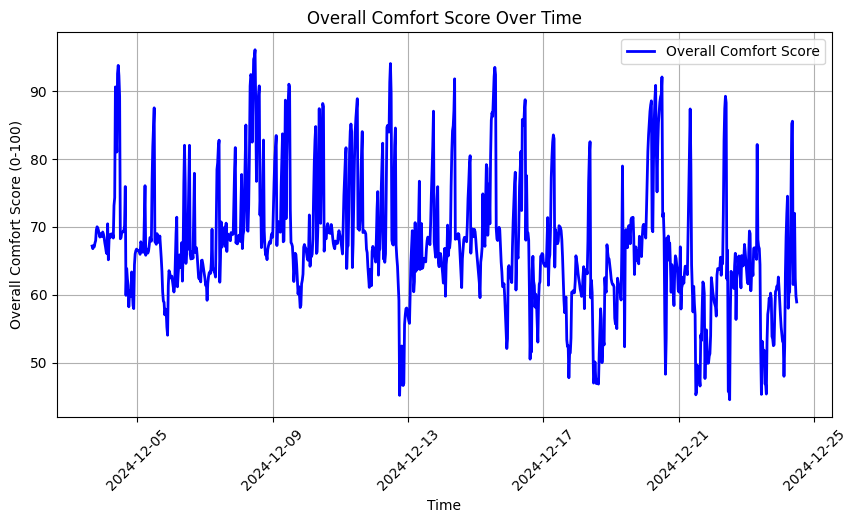 Overall Comfort Score Over Time
Overall Comfort Score
Overall Comfort Score (0-100)
90
80
70
60
50
2024-12-05
2024-12-09
2024-12-13
2024-12-17
2024-12-21
2024-12-25
Time